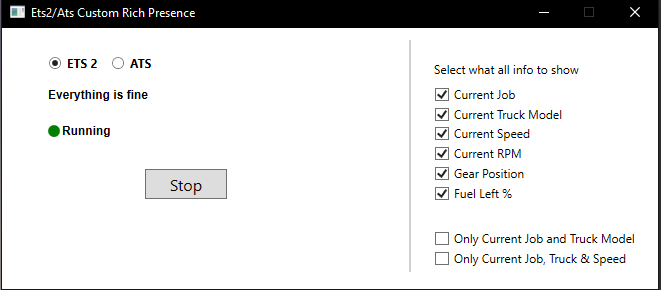 Ets2/Ats Custom Rich Presence
ETS 2 ATS
Everything is fine
Running
Stop
Select what all info to show
Current Job
Current Truck Model
Current Speed
Current RPM
Gear Position
Fuel Left %
Only Current Job and Truck Model
Only Current Job, Truck & Speed